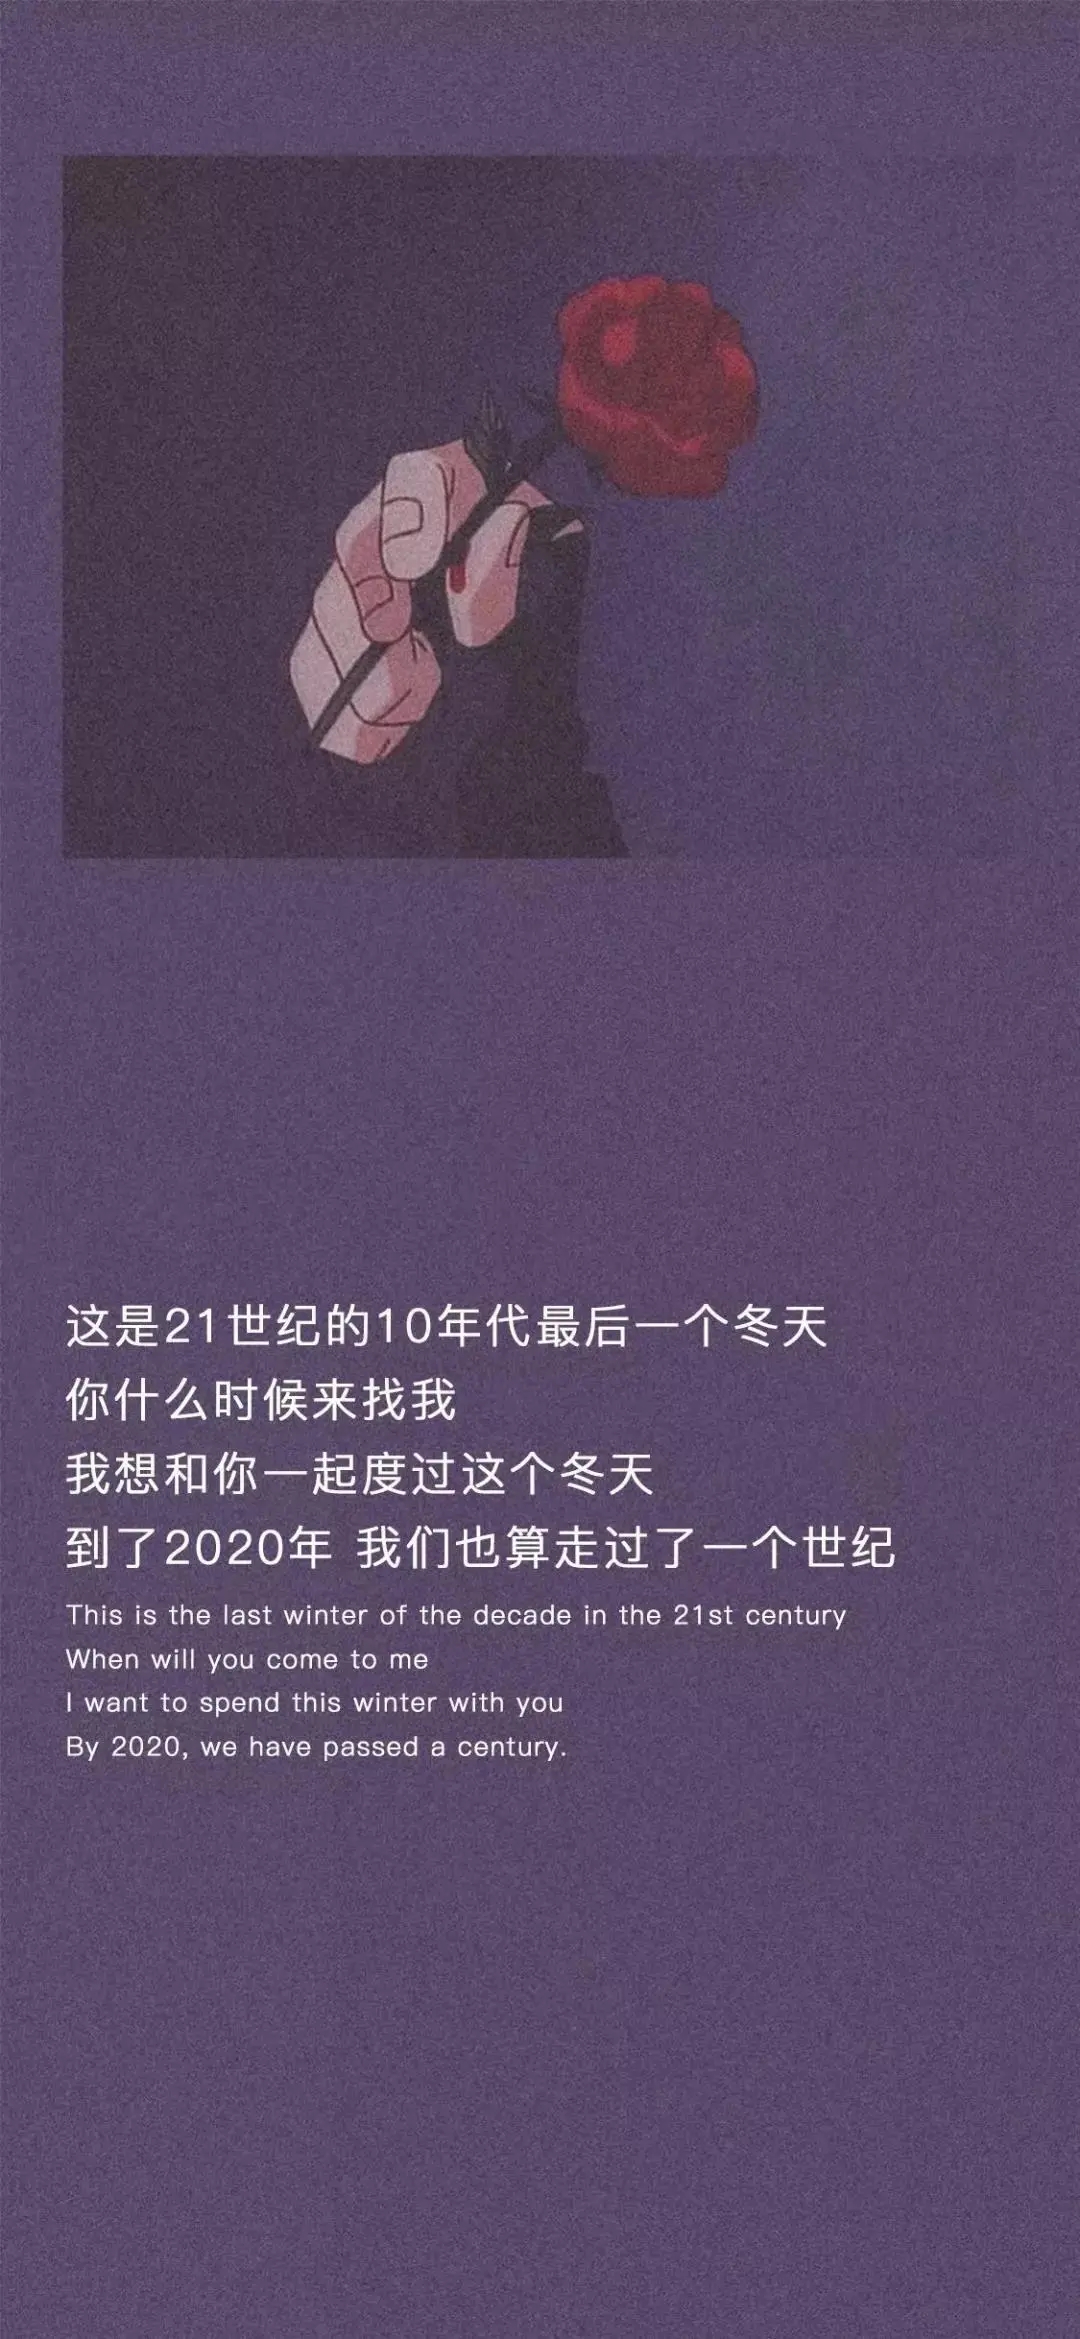 这是21世纪的10年代最后一个冬天
你什么时候来找我
我想和你一起度过这个冬天
到了2020年 我们也算走过了一个世纪
This is the last winter of the decade in the 21st century
When will you come to me
I want to spend this winter with you
By 2020, we have passed a century.